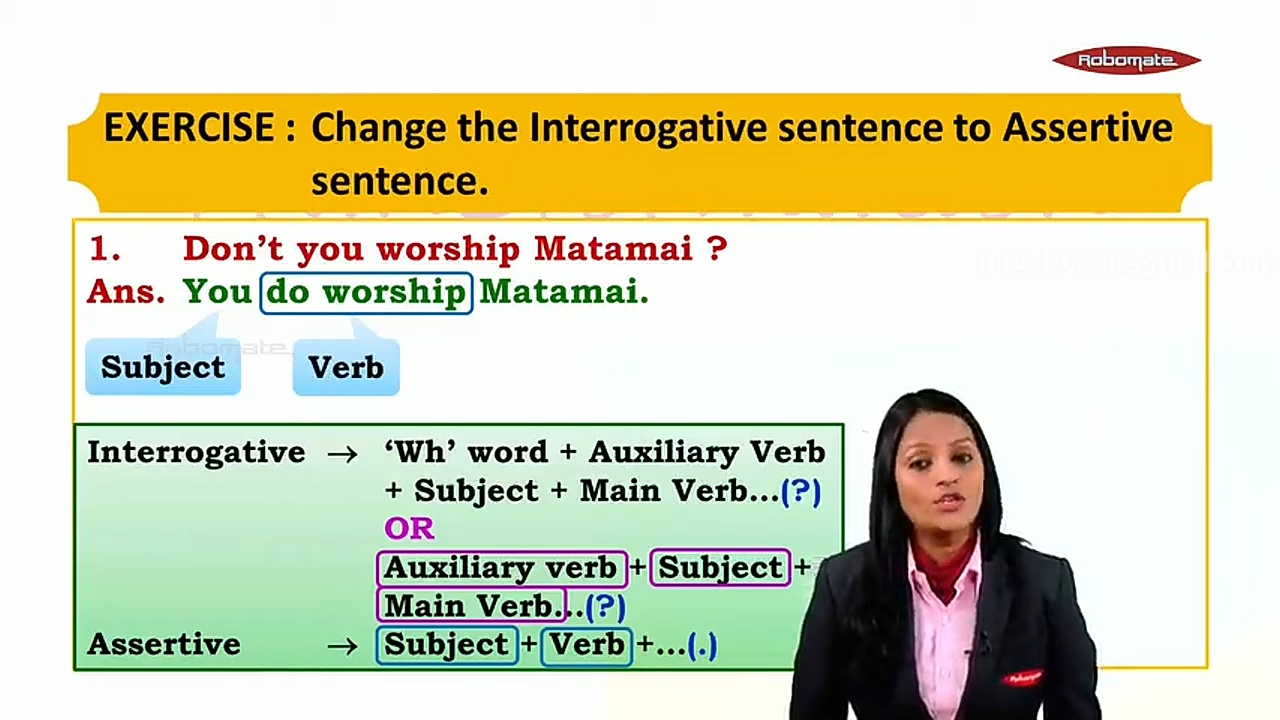 Robomate
EXERCISE : Change the Interrogative sentence to Assertive
sentence.
1. Don’t you worship Matamai ?
Ans. You do worship Matamai.
Robomate
Subject Verb
Interrogative → ‘Wh’ word + Auxiliary Verb
+ Subject + Main Verb...(?)
OR
Auxiliary verb + Subject +
Main Verb...(?)
Assertive → Subject + Verb +...(.)
Robomate